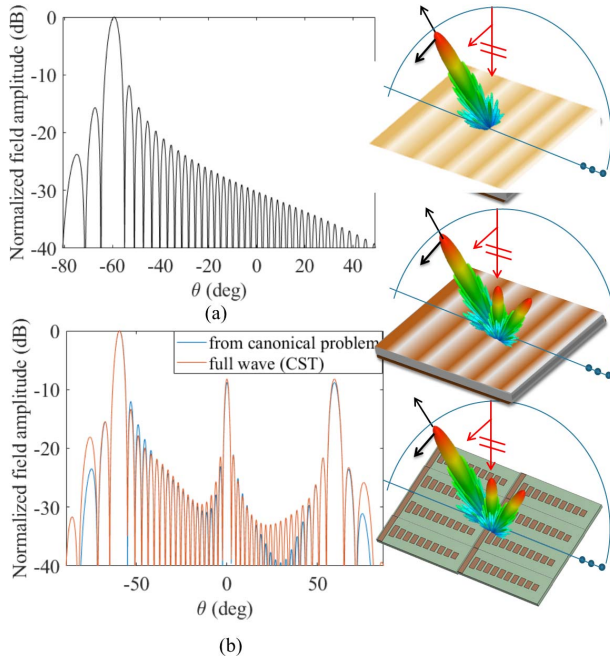 Normalized field amplitude (dB)
0
-10
-20
-30
-40
-80 -60 -40 -20 0 20 40
θ (deg)
(a)
Normalized field amplitude (dB)
0
-10
-20
-30
-40
from canonical problem
full wave (CST)
-50 0 50
θ (deg)
(b)